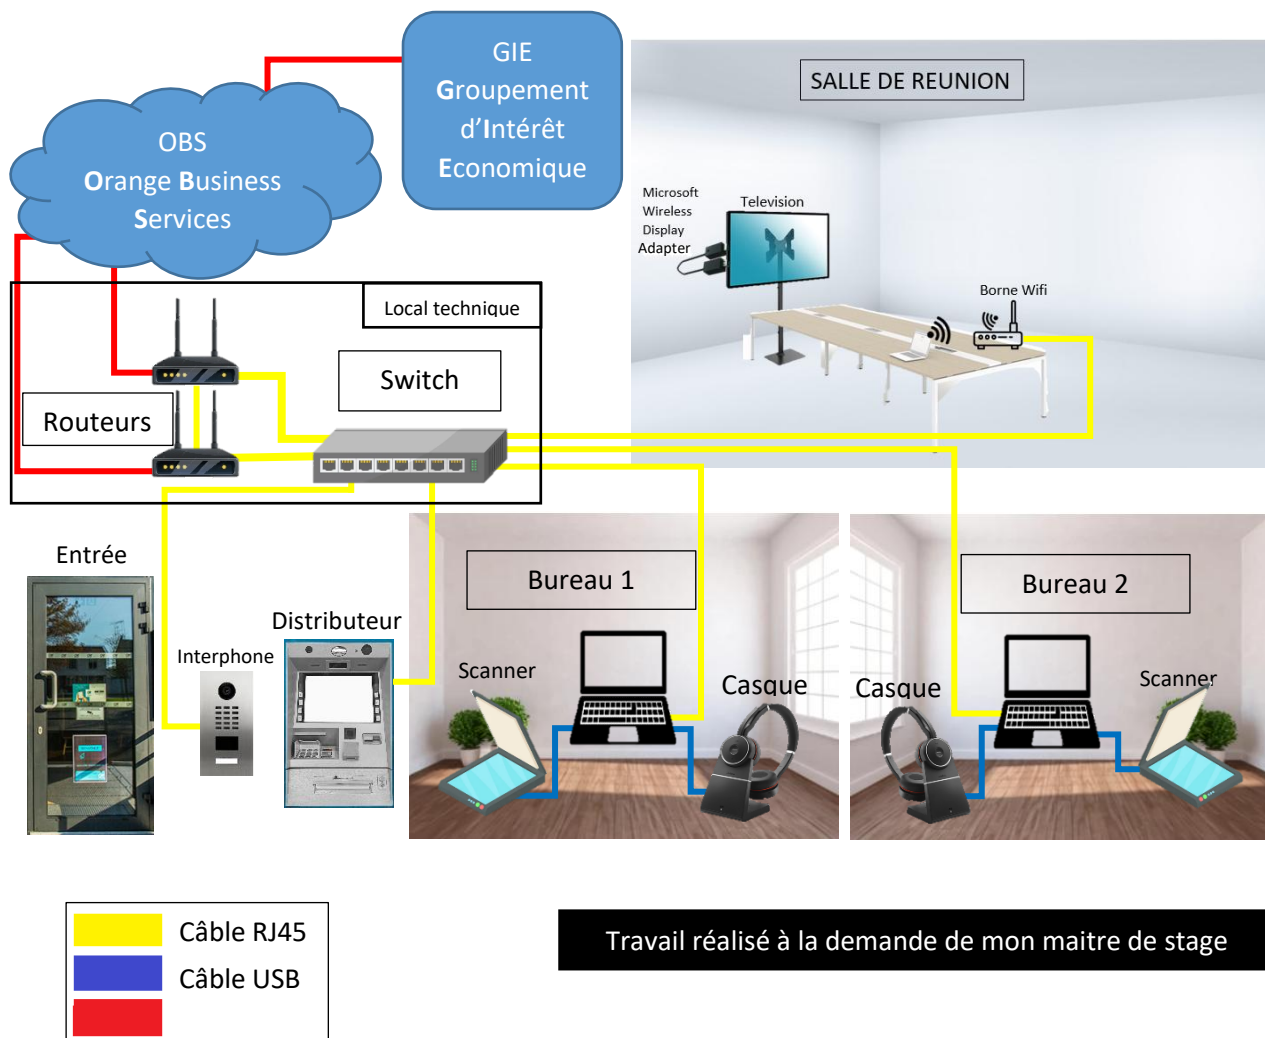 GIE
Groupement
d'Intérêt
Economique
OBS
Orange Business
Services
SALLE DE REUNION
Microsoft
Wireless
Display
Adapter
Television
Borne Wifi
Local technique
Switch
Routeurs
Entrée
Interphone
Distributeur
Bureau 1
Scanner
Casque
Bureau 2
Casque
Scanner
Câble RJ45
Câble USB
Travail réalisé à la demande de mon maitre de stage